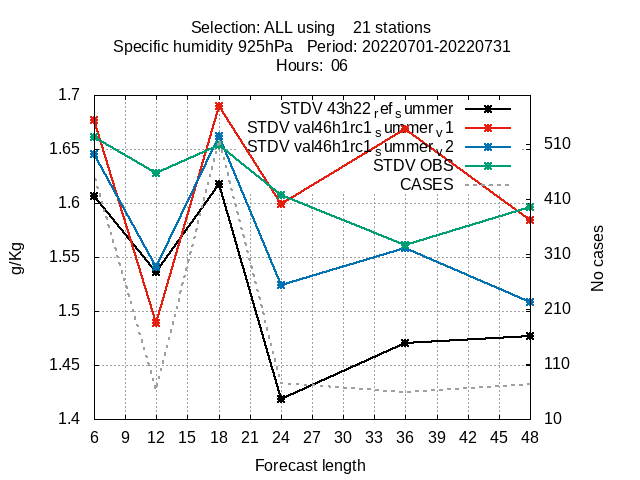 Selection: ALL using 21 stations
Specific humidity 925hPa Period: 20220701-20220731
Hours: 06
g/Kg
1.7
1.65
1.6
1.55
1.5
1.45
1.4
STDV 43h22_ref_summer
STDV val46h1rc1_summer_v1
STDV val46h1rc1_summer_v2
STDV OBS
CASES
510
410
310
210
110
10
No cases
6 9 12 15 18 21 24 27 30 33 36 39 42 45 48
Forecast length